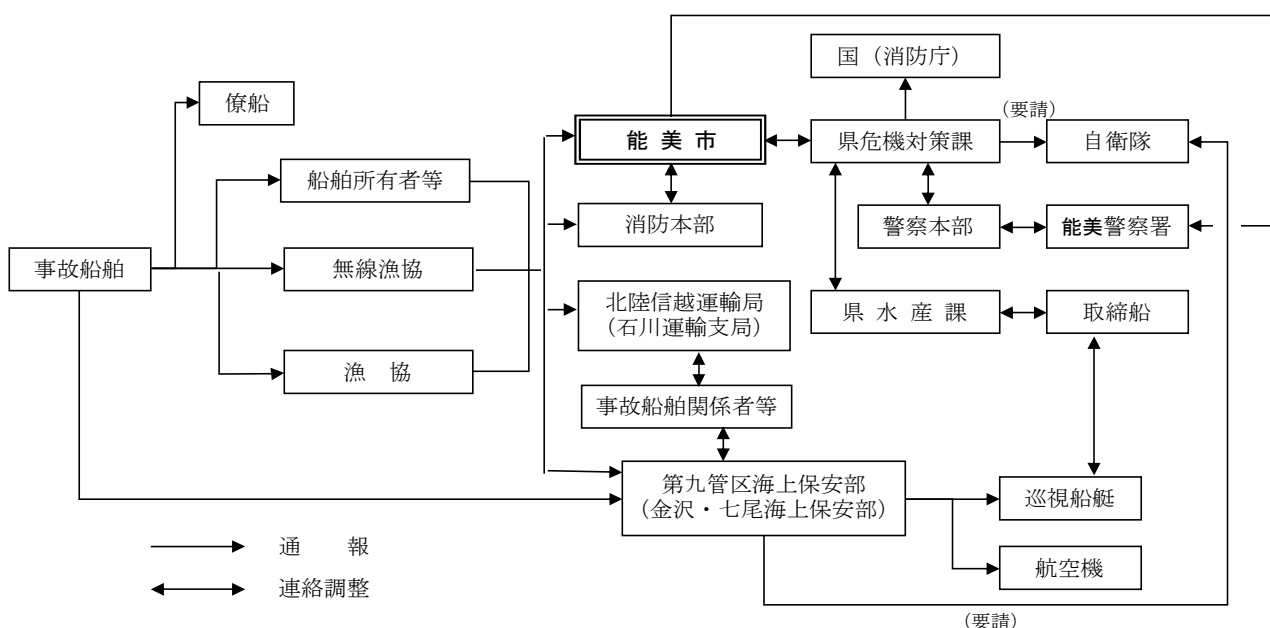 国（消防庁）
僚船
（要請）
能 美 市
県危機対策課
自衛隊
船舶所有者等
消防本部
警察本部
能美警察署
事故船舶
無線漁協
北陸信越運輸局
（石川運輸支局）
県 水 産 課
取締船
漁　協
事故船舶関係者等
第九管区海上保安部
（金沢・七尾海上保安部）
巡視船艇
通　　報
航空機
連絡調整
（要請）